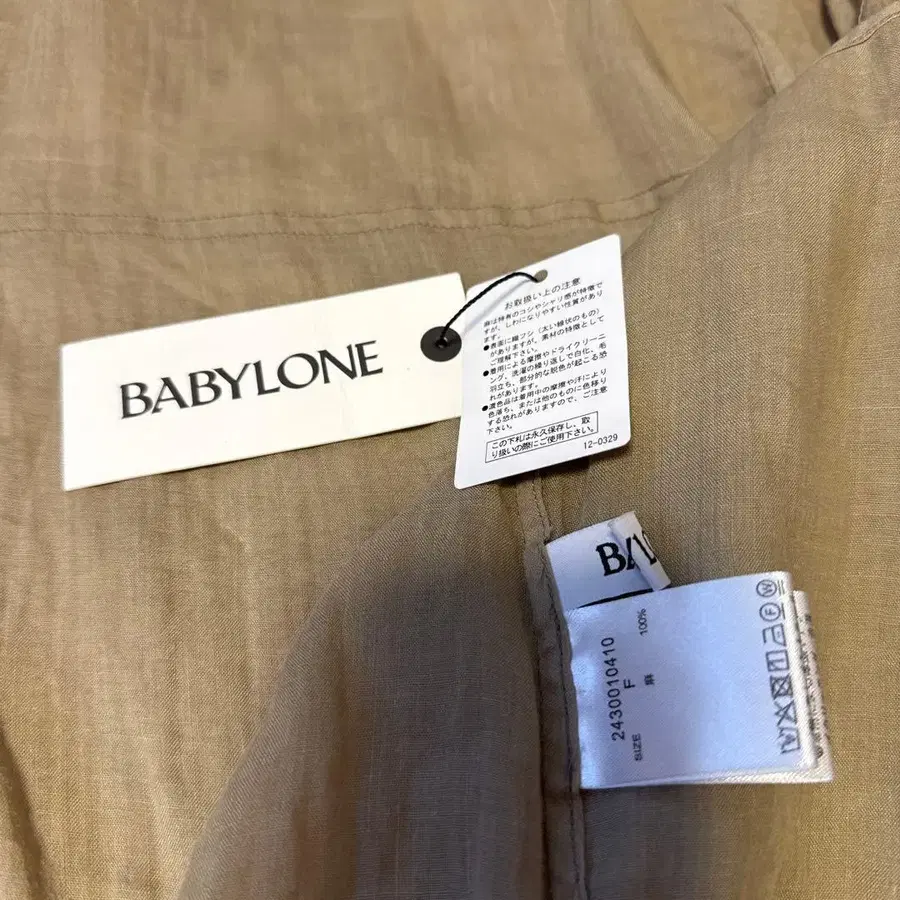 BABYLONE
お取扱い上の注意
麻は特有のコシやシャリ感が特徴で
すが、しわになりやすい性質があり
ます。
●表面に織フシ（太い線状のもの）
がありますが、素材の特徴として
ご理解下さい。
●着用による摩擦やドライクリーニ
ング、洗濯の繰り返しで白化、毛
羽立ち、部分的な脱色が起こる恐
れがあります。
●濃色品は着用中の摩擦や汗により
色落ち、または他のものに色移り
する恐れがありますので、ご注意
下さい。
この下札は永久保存し、取
り扱いの際にご使用下さい。
12-0329
2430010410
SIZE F
麻 100%